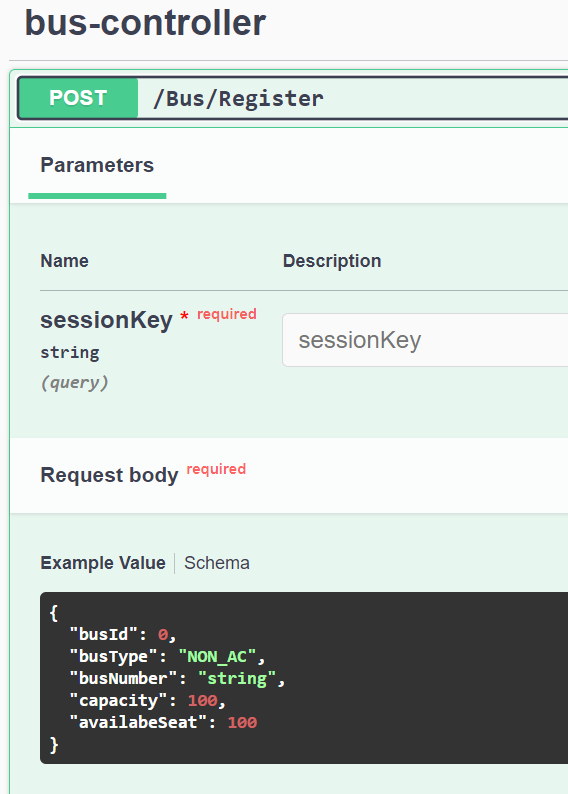 bus-controller
POST /Bus/Register
Parameters
Name Description
sessionKey * required sessionKey
string
(query)
Request body required
Example Value Schema
{
"busId": 0,
"busType": "NON_AC",
"busNumber": "string",
"capacity": 100,
"availabeSeat": 100
}